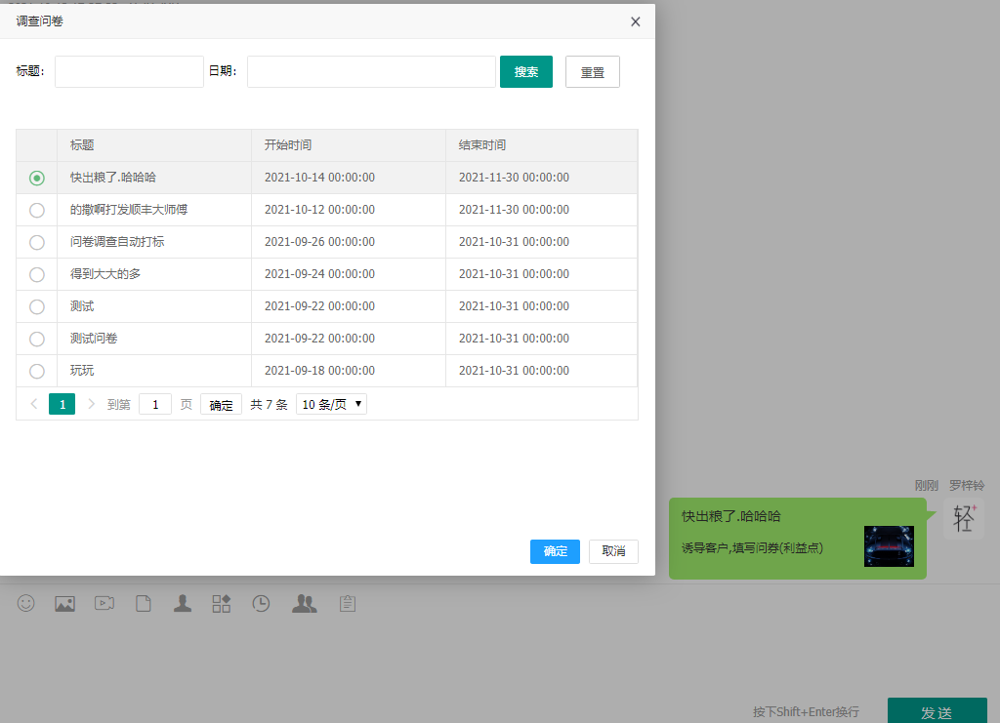 调查问卷
标题: 日期: 搜索 重置
标题 开始时间 结束时间
快出粮了.哈哈哈 2021-10-14 00:00:00 2021-11-30 00:00:00
的撒啊打发顺丰大师傅 2021-10-12 00:00:00 2021-11-30 00:00:00
问卷调查自动打标 2021-09-26 00:00:00 2021-10-31 00:00:00
得到大大的多 2021-09-24 00:00:00 2021-10-31 00:00:00
测试 2021-09-22 00:00:00 2021-10-31 00:00:00
测试问卷 2021-09-22 00:00:00 2021-10-31 00:00:00
玩玩 2021-09-18 00:00:00 2021-10-31 00:00:00
1 到第 1 页 确定 共 7 条 10 条/页
确定 取消
刚刚 罗梓铃
轻
快出粮了.哈哈哈
诱导客户,填写问券(利益点)
按下Shift+Enter换行 发送